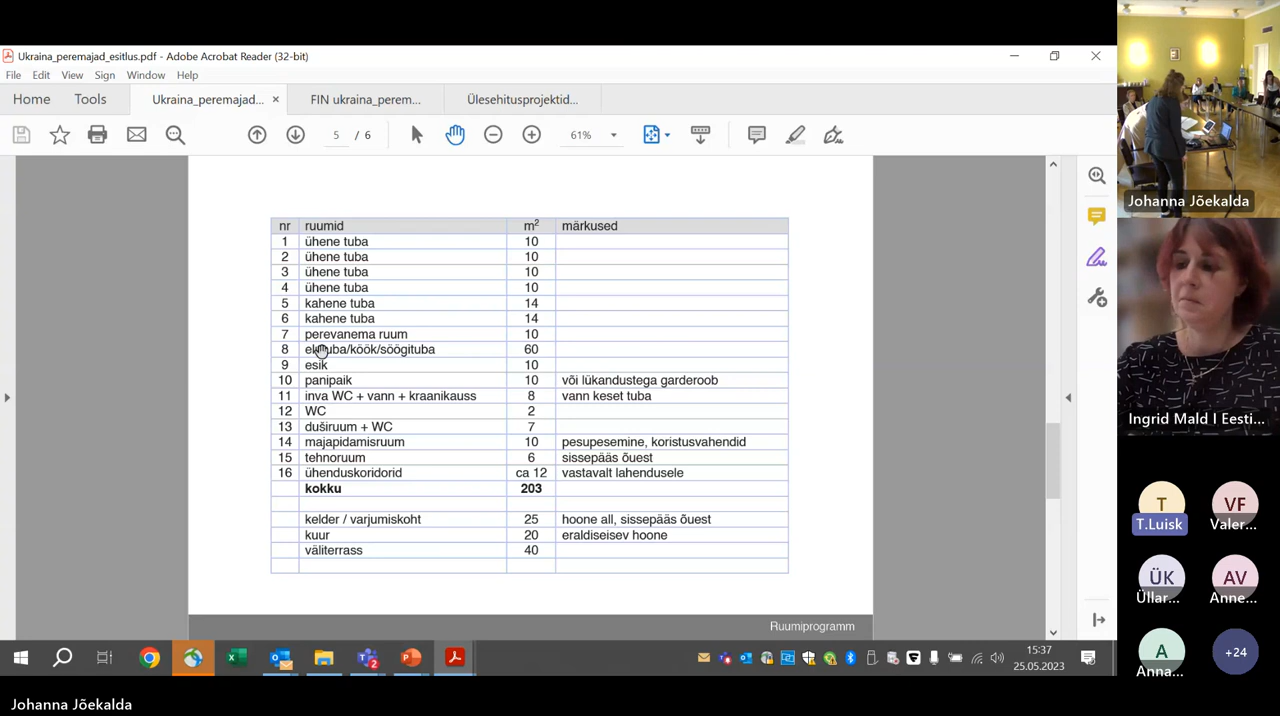 Ukraina_peremajad_esitlus.pdf - Adobe Acrobat Reader (32-bit)
File Edit View Sign Window Help
Home Tools Ukraina_peremajad... × FIN ukraina_perem... Ülesehitusprojektid...
5 / 6 61%
nr ruumid m² märkused
1 ühene tuba 10
2 ühene tuba 10
3 ühene tuba 10
4 ühene tuba 10
5 kahene tuba 14
6 kahene tuba 14
7 perevanema ruum 10
8 elutuba/köök/söögituba 60
9 esik 10
10 panipaik 10 või lükandustega garderoob
11 inva WC + vann + kraanikauss 8 vann keset tuba
12 WC 2
13 duširuum + WC 7
14 majapidamisruum 10 pesupesemine, koristusvahendid
15 tehnoruum 6 sissepääs õuest
16 ühenduskoridorid ca 12 vastavalt lahendusele
kokku 203
kelder / varjumiskoht 25 hoone all, sissepääs õuest
kuur 20 eraldiseisev hoone
väliterrass 40
Ruumiprogramm
15:37
25.05.2023
Johanna Jõekalda
Johanna Jõekalda
Ingrid Mald I Eesti...
T VF
T.Luisk Valer...
ÜK AV
Üllar... Anne...
A +24
Anna...